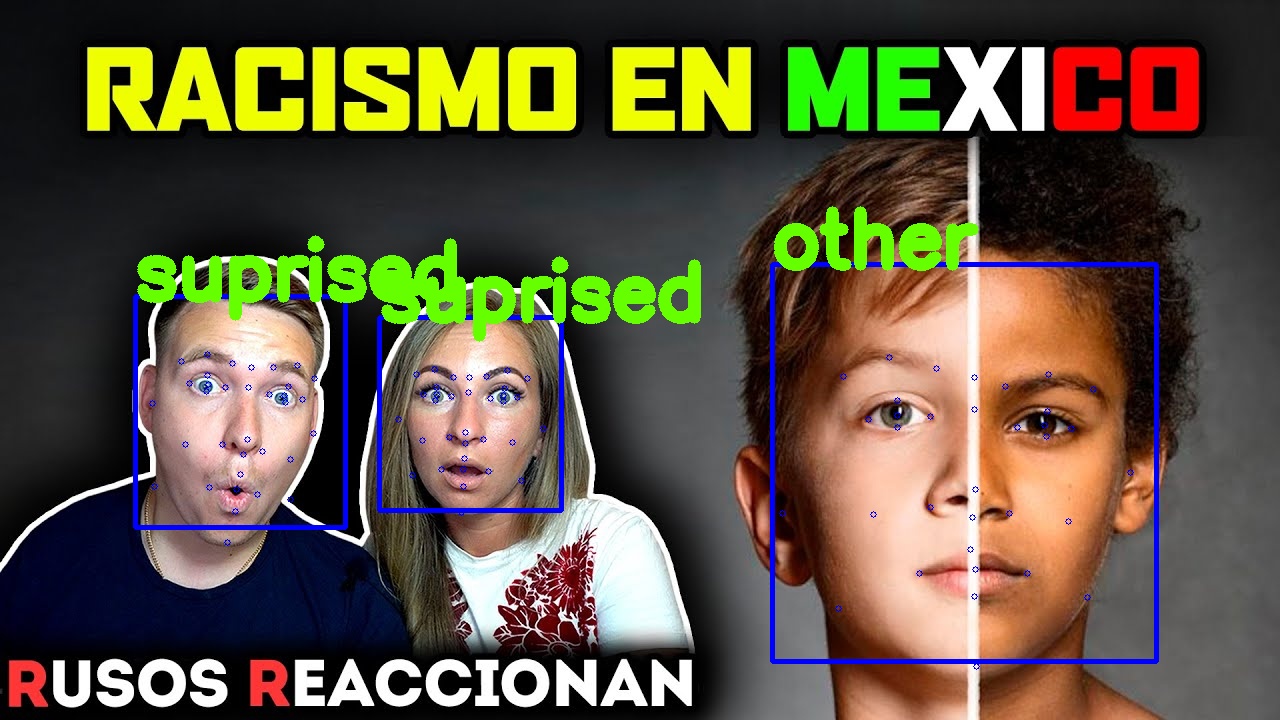 RACISMO EN MEXICO
other
suprised
suprised
RUSOS REACCIONAN